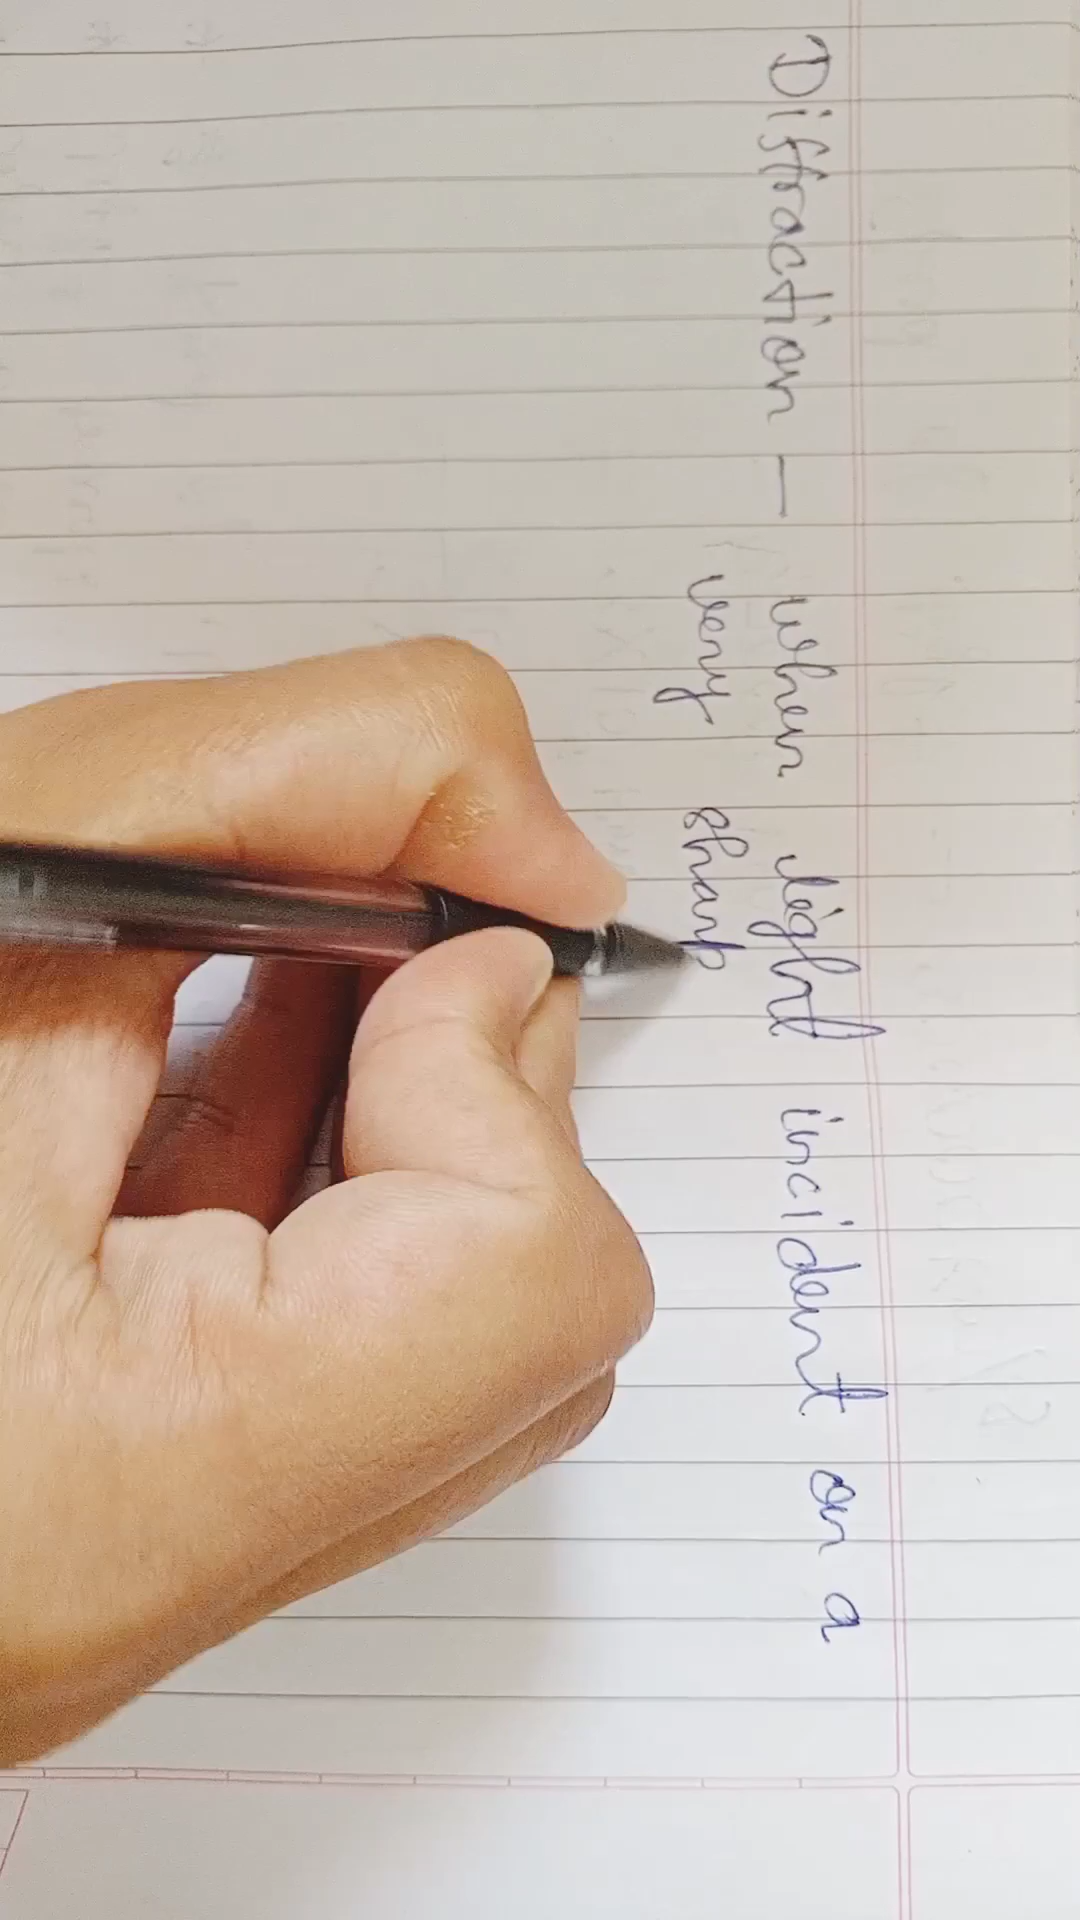 Diffraction — when light incident on a
very sharp